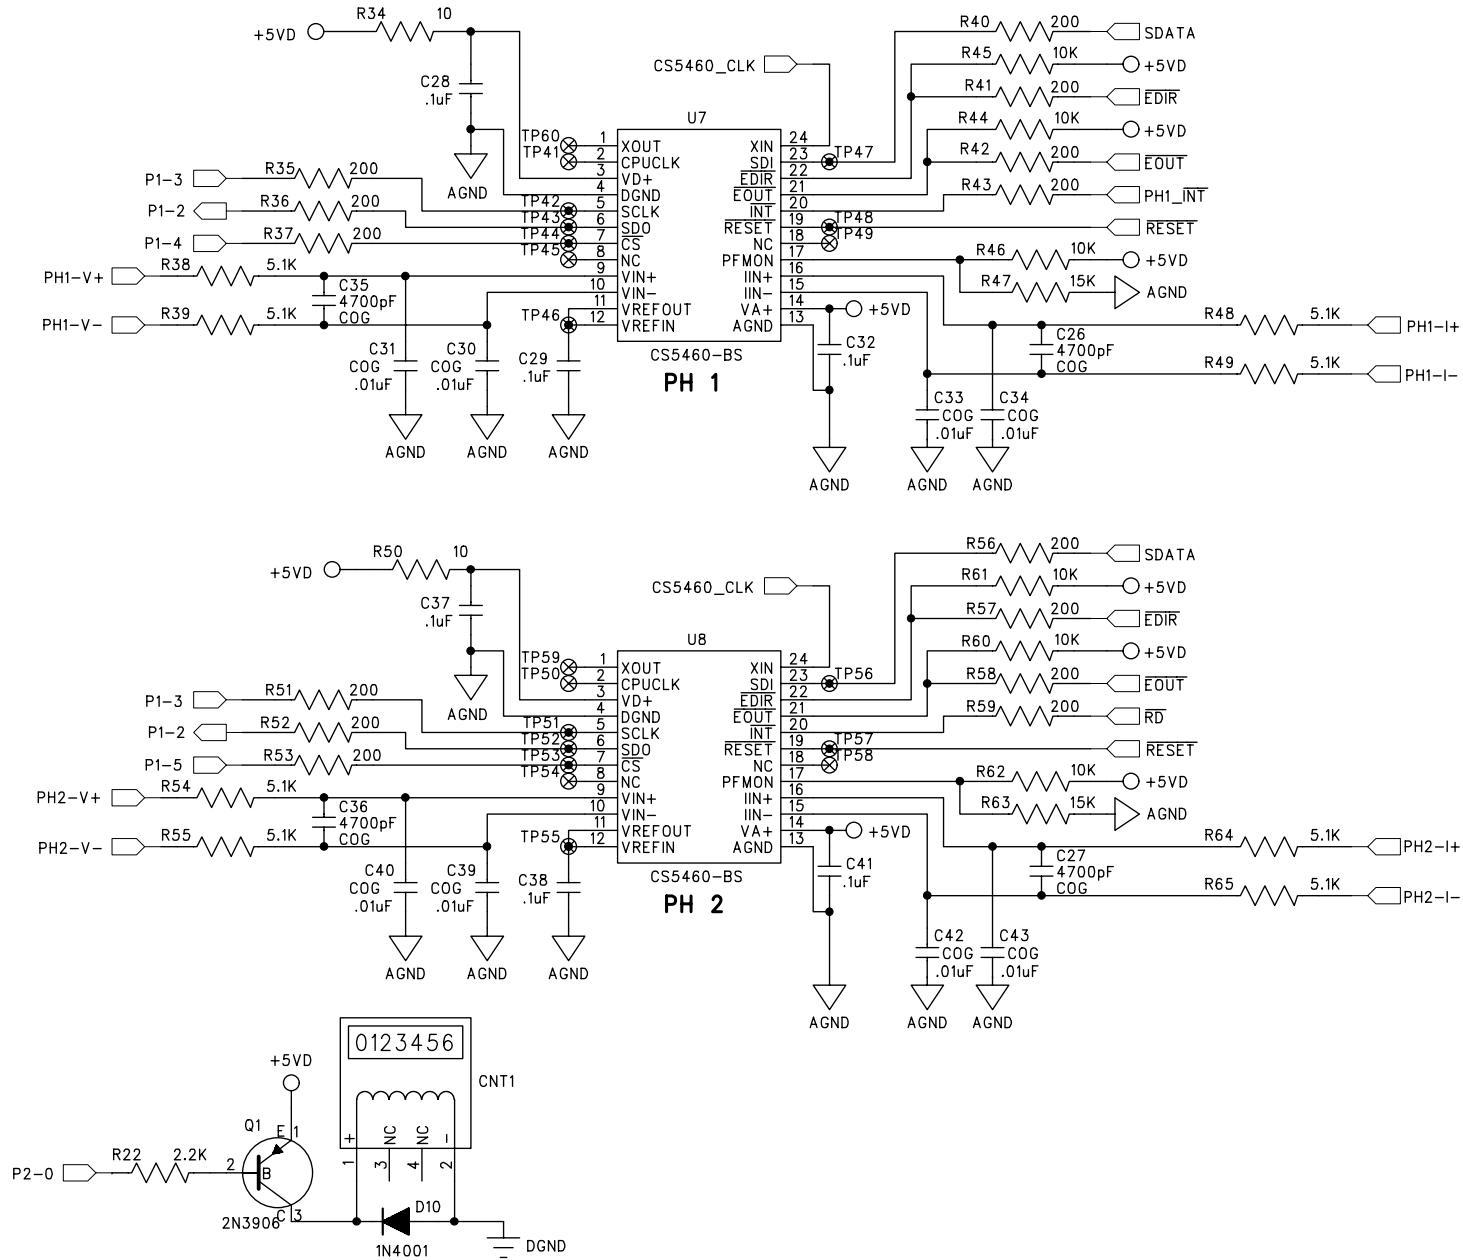 R34 10
+5VD
C28
.1uF
AGND
CS5460_CLK
R40 200 SDATA
R45 10K +5VD
R41 200 EDIR
R44 10K +5VD
R42 200 EOUT
R43 200 PH1_INT
RESET
R46 10K +5VD
R47 15K AGND
R48 5.1K PH1-I+
R49 5.1K PH1-I-
P1-3 R35 200
P1-2 R36 200
P1-4 R37 200
PH1-V+ R38 5.1K
PH1-V- R39 5.1K
C35
4700pF
COG
C31
COG
.01uF
AGND
C30
COG
.01uF
AGND
C29
.1uF
AGND
TP60
TP41
TP42
TP43
TP44
TP45
TP46
U7
1 XOUT XIN 24
2 CPUCLK SDI 23
3 VD+ EDIR 22
4 DGND EOUT 21
5 SCLK INT 20
6 SDO RESET 19
7 CS NC 18
8 NC PFMON 17
9 VIN+ IIN+ 16
10 VIN- IIN- 15
11 VREFOUT VA+ 14
12 VREFIN AGND 13
CS5460-BS
PH 1
TP47
TP48
TP49
+5VD
C32
.1uF
AGND
C26
4700pF
COG
C33
COG
.01uF
AGND
C34
COG
.01uF
AGND
R50 10
+5VD
C37
.1uF
AGND
CS5460_CLK
R56 200 SDATA
R61 10K +5VD
R57 200 EDIR
R60 10K +5VD
R58 200 EOUT
R59 200 RD
RESET
R62 10K +5VD
R63 15K AGND
R64 5.1K PH2-I+
R65 5.1K PH2-I-
P1-3 R51 200
P1-2 R52 200
P1-5 R53 200
PH2-V+ R54 5.1K
PH2-V- R55 5.1K
C36
4700pF
COG
C40
COG
.01uF
AGND
C39
COG
.01uF
AGND
C38
.1uF
AGND
TP59
TP50
TP51
TP52
TP53
TP54
TP55
U8
1 XOUT XIN 24
2 CPUCLK SDI 23
3 VD+ EDIR 22
4 DGND EOUT 21
5 SCLK INT 20
6 SDO RESET 19
7 CS NC 18
8 NC PFMON 17
9 VIN+ IIN+ 16
10 VIN- IIN- 15
11 VREFOUT VA+ 14
12 VREFIN AGND 13
CS5460-BS
PH 2
TP56
TP57
TP58
+5VD
C41
.1uF
AGND
C27
4700pF
COG
C42
COG
.01uF
AGND
C43
COG
.01uF
AGND
0123456
CNT1
+ NC NC -
1 3 4 2
+5VD
Q1 E 1
P2-0 R22 2.2K 2 B
2N3906 C 3
D10
1N4001
DGND